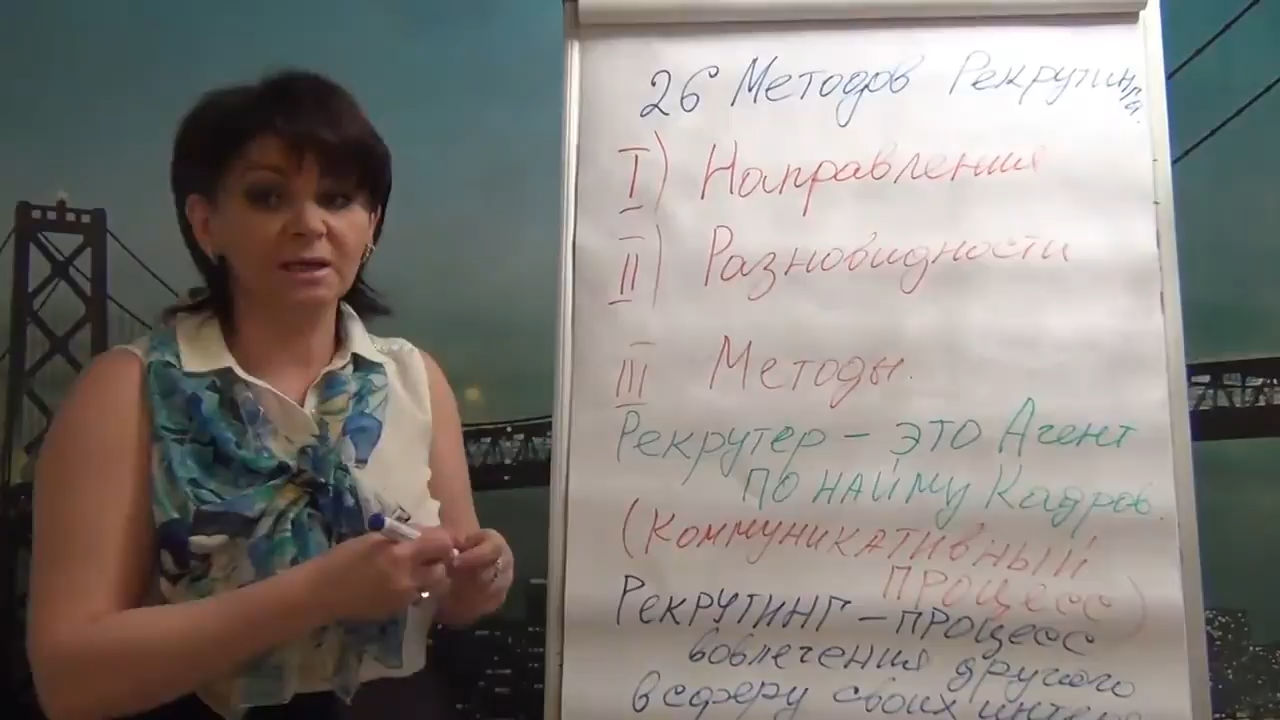 26 Методов Рекрутинга.
I) Направления
II) Разновидности
III Методы.
Рекрутер – это Агент
по найму Кадров.
(Коммуникативный
процесс)
Рекрутинг – процесс
вовлечения другого
в сферу своих